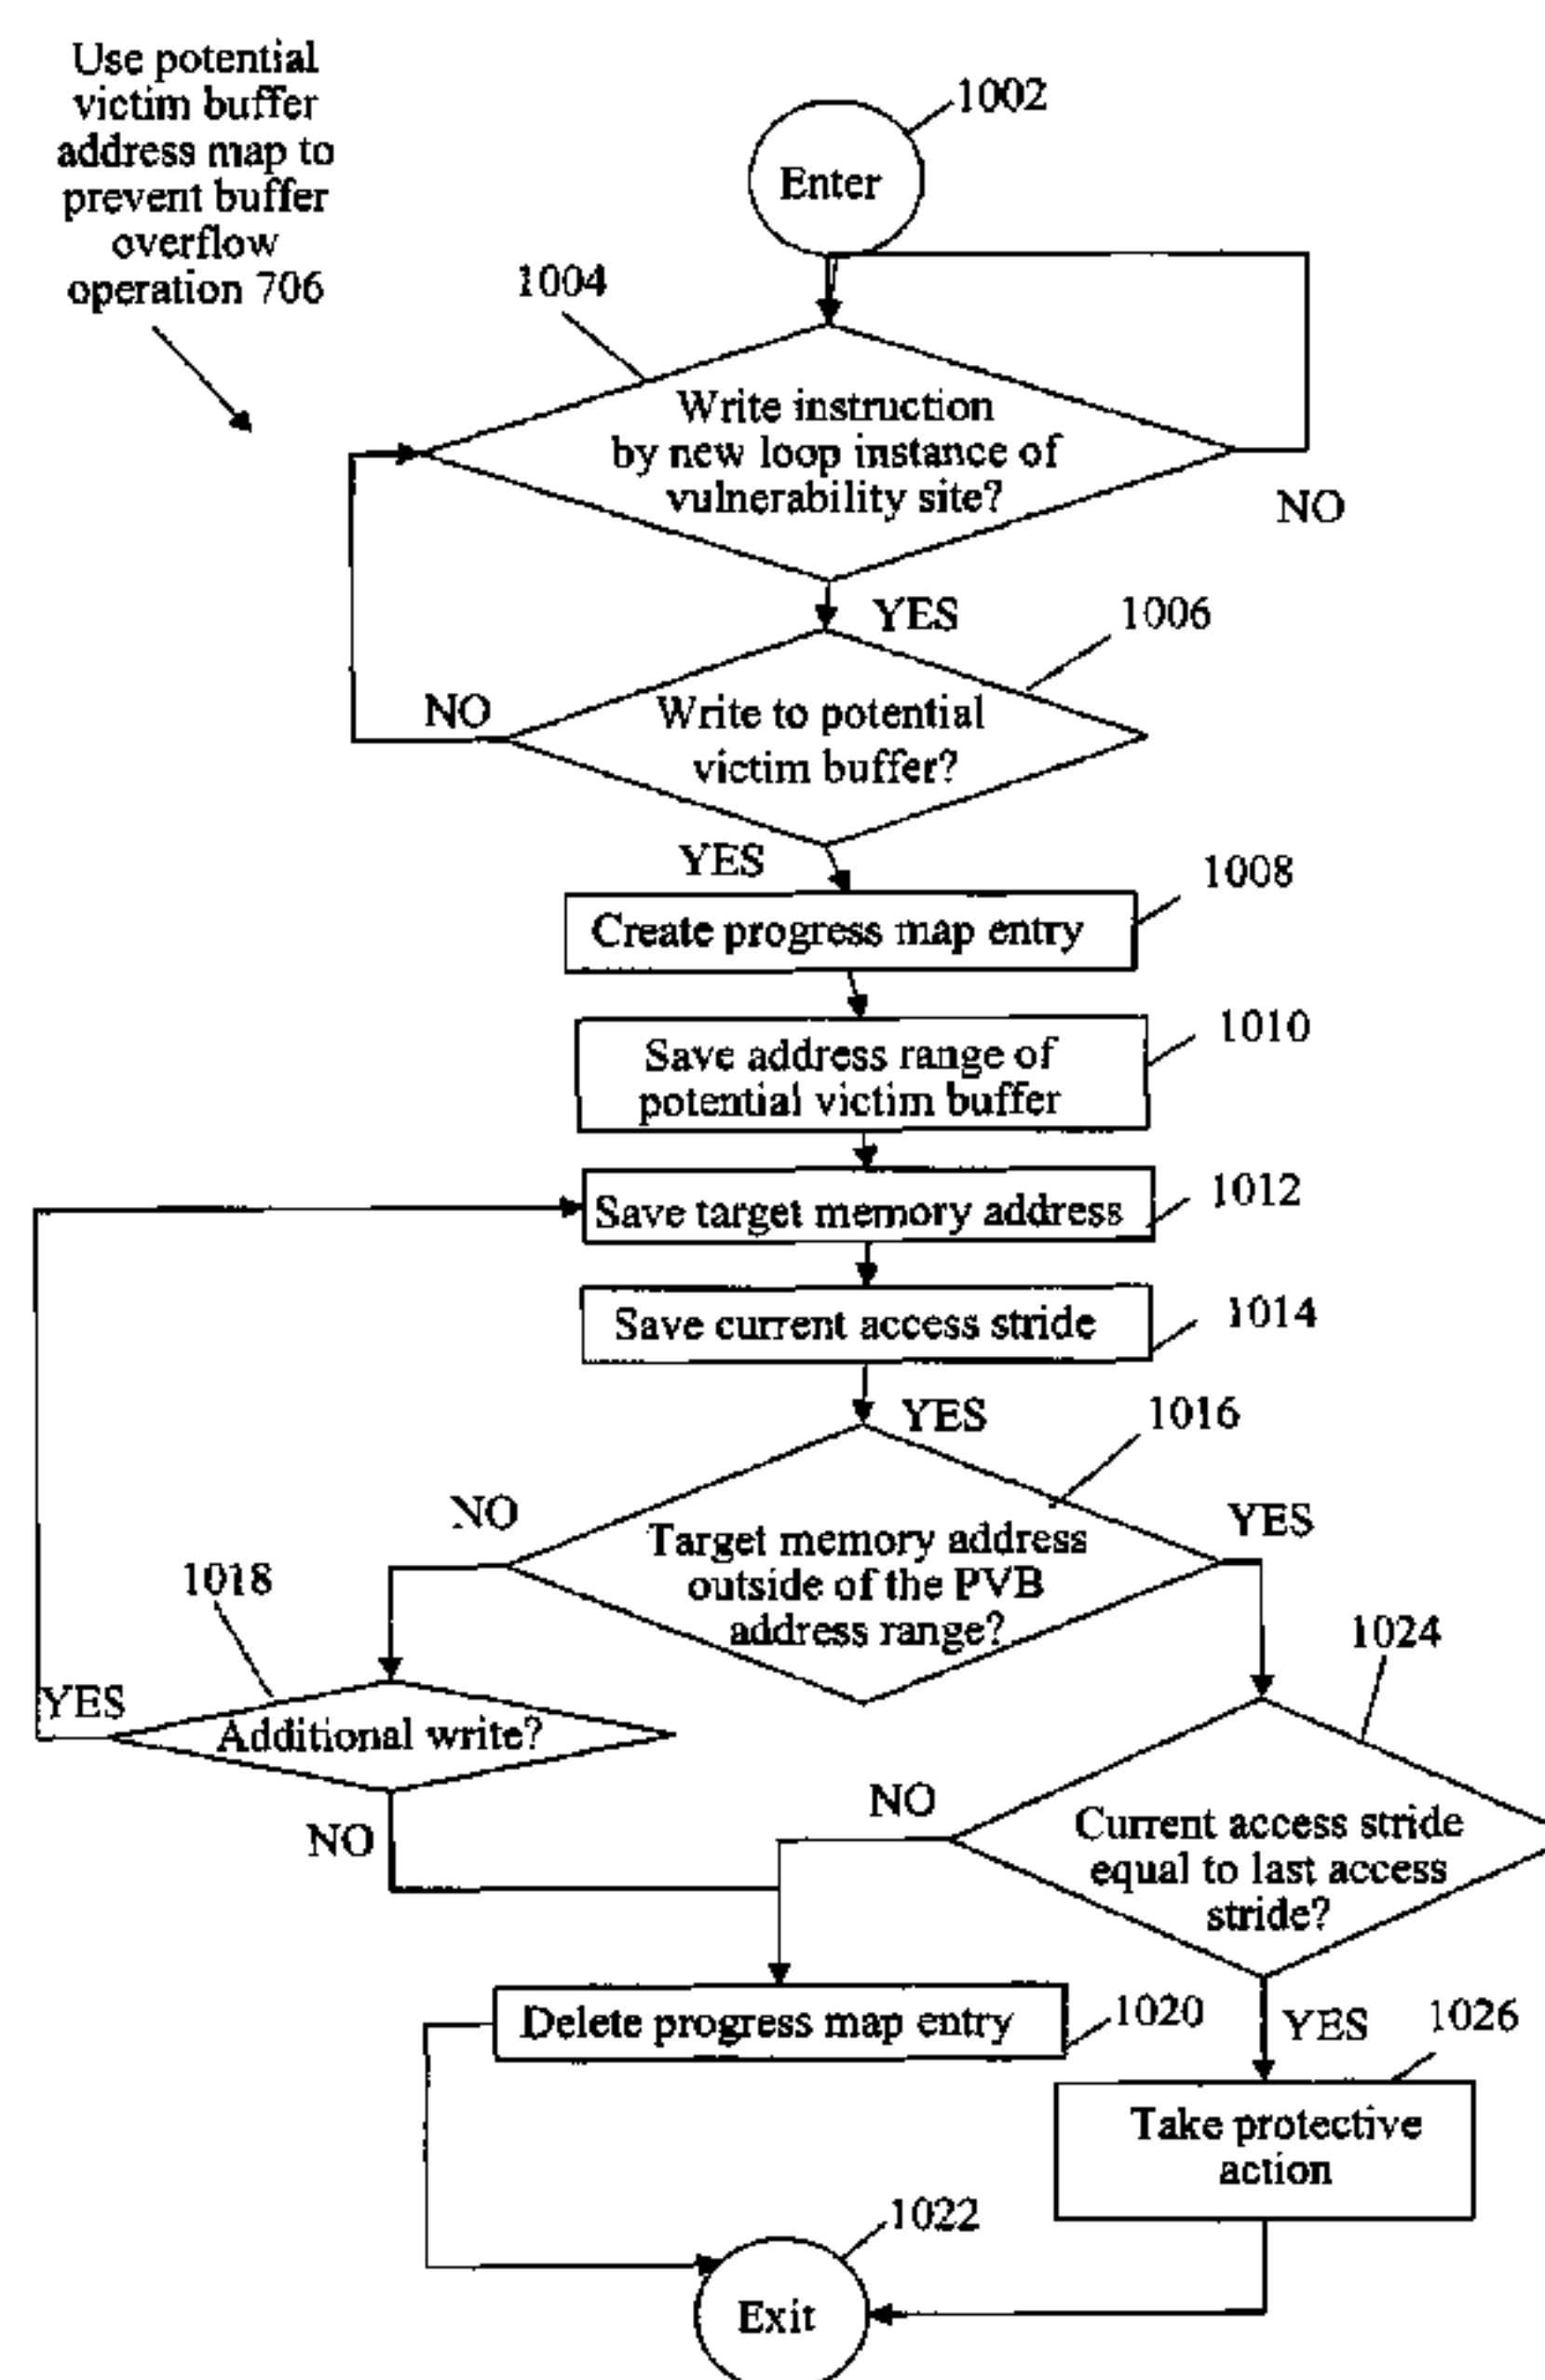 Use potential
victim buffer
address map to
prevent buffer
overflow
operation 706
1002
Enter
1004
Write instruction
by new loop instance of
vulnerability site?
NO
YES
1006
NO
Write to potential
victim buffer?
YES
1008
Create progress map entry
1010
Save address range of
potential victim buffer
1012
Save target memory address
1014
Save current access stride
YES
1016
NO
YES
Target memory address
outside of the PVB
address range?
1018
1024
YES
Additional write?
NO
NO
Current access stride
equal to last access
stride?
Delete progress map entry
1020
YES
1026
Take protective
action
1022
Exit